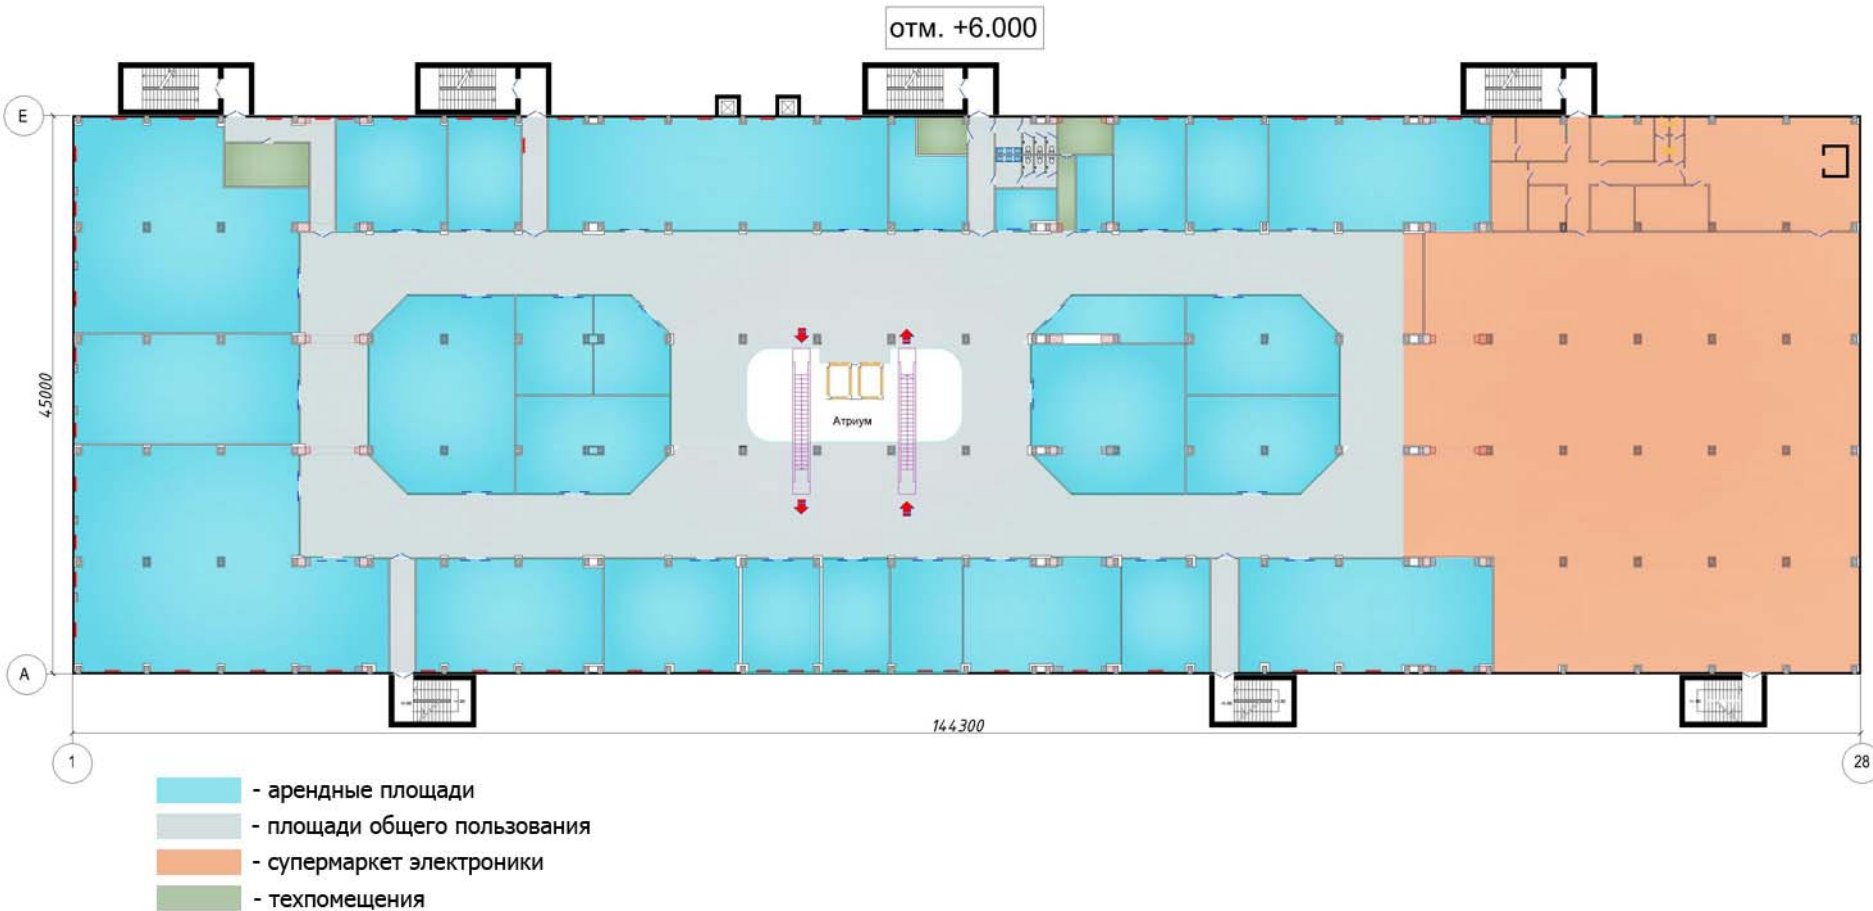 отм. +6.000
Е
45000
Атриум
А
144300
1
28
- арендные площади
- площади общего пользования
- супермаркет электроники
- техпомещения